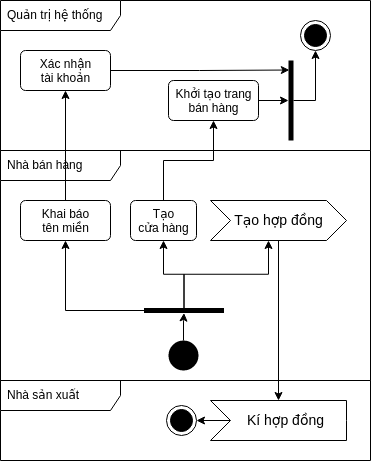 Quản trị hệ thống
Xác nhận
tài khoản
Khởi tạo trang
bán hàng
Nhà bán hàng
Khai báo
tên miền
Tạo
cửa hàng
Tạo hợp đồng
Nhà sản xuất
Kí hợp đồng